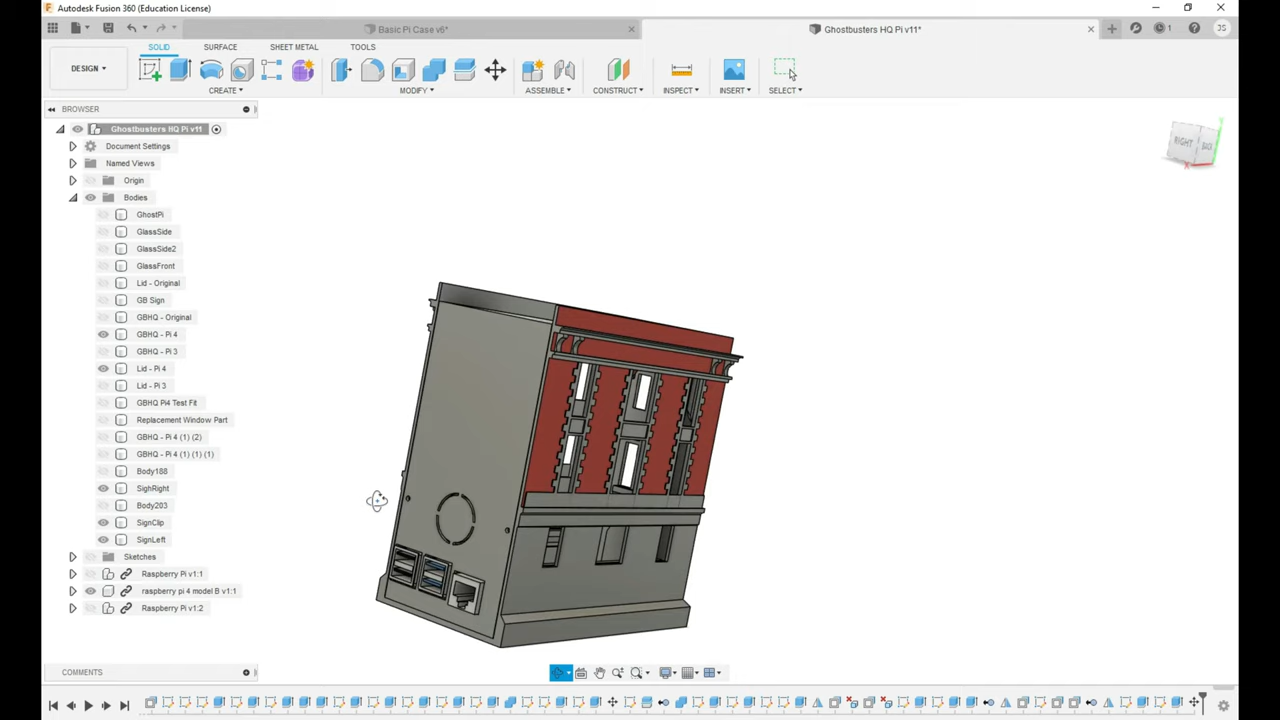 Autodesk Fusion 360 (Education License)
Basic Pi Case v6*
Ghostbusters HQ Pi v11*
1
JS
DESIGN
SOLID
SURFACE
SHEET METAL
TOOLS
CREATE
MODIFY
ASSEMBLE
CONSTRUCT
INSPECT
INSERT
SELECT
BROWSER
RIGHT
BACK
Ghostbusters HQ Pi v11
Document Settings
Named Views
Origin
Bodies
GhostPi
GlassSide
GlassSide2
GlassFront
Lid - Original
GB Sign
GBHQ - Original
GBHQ - Pi 4
GBHQ - Pi 3
Lid - Pi 4
Lid - Pi 3
GBHQ Pi4 Test Fit
Replacement Window Part
GBHQ - Pi 4 (1) (2)
GBHQ - Pi 4 (1) (1) (1)
Body188
SighRight
Body203
SignClip
SignLeft
Sketches
Raspberry Pi v1:1
raspberry pi 4 model B v1:1
Raspberry Pi v1:2
COMMENTS